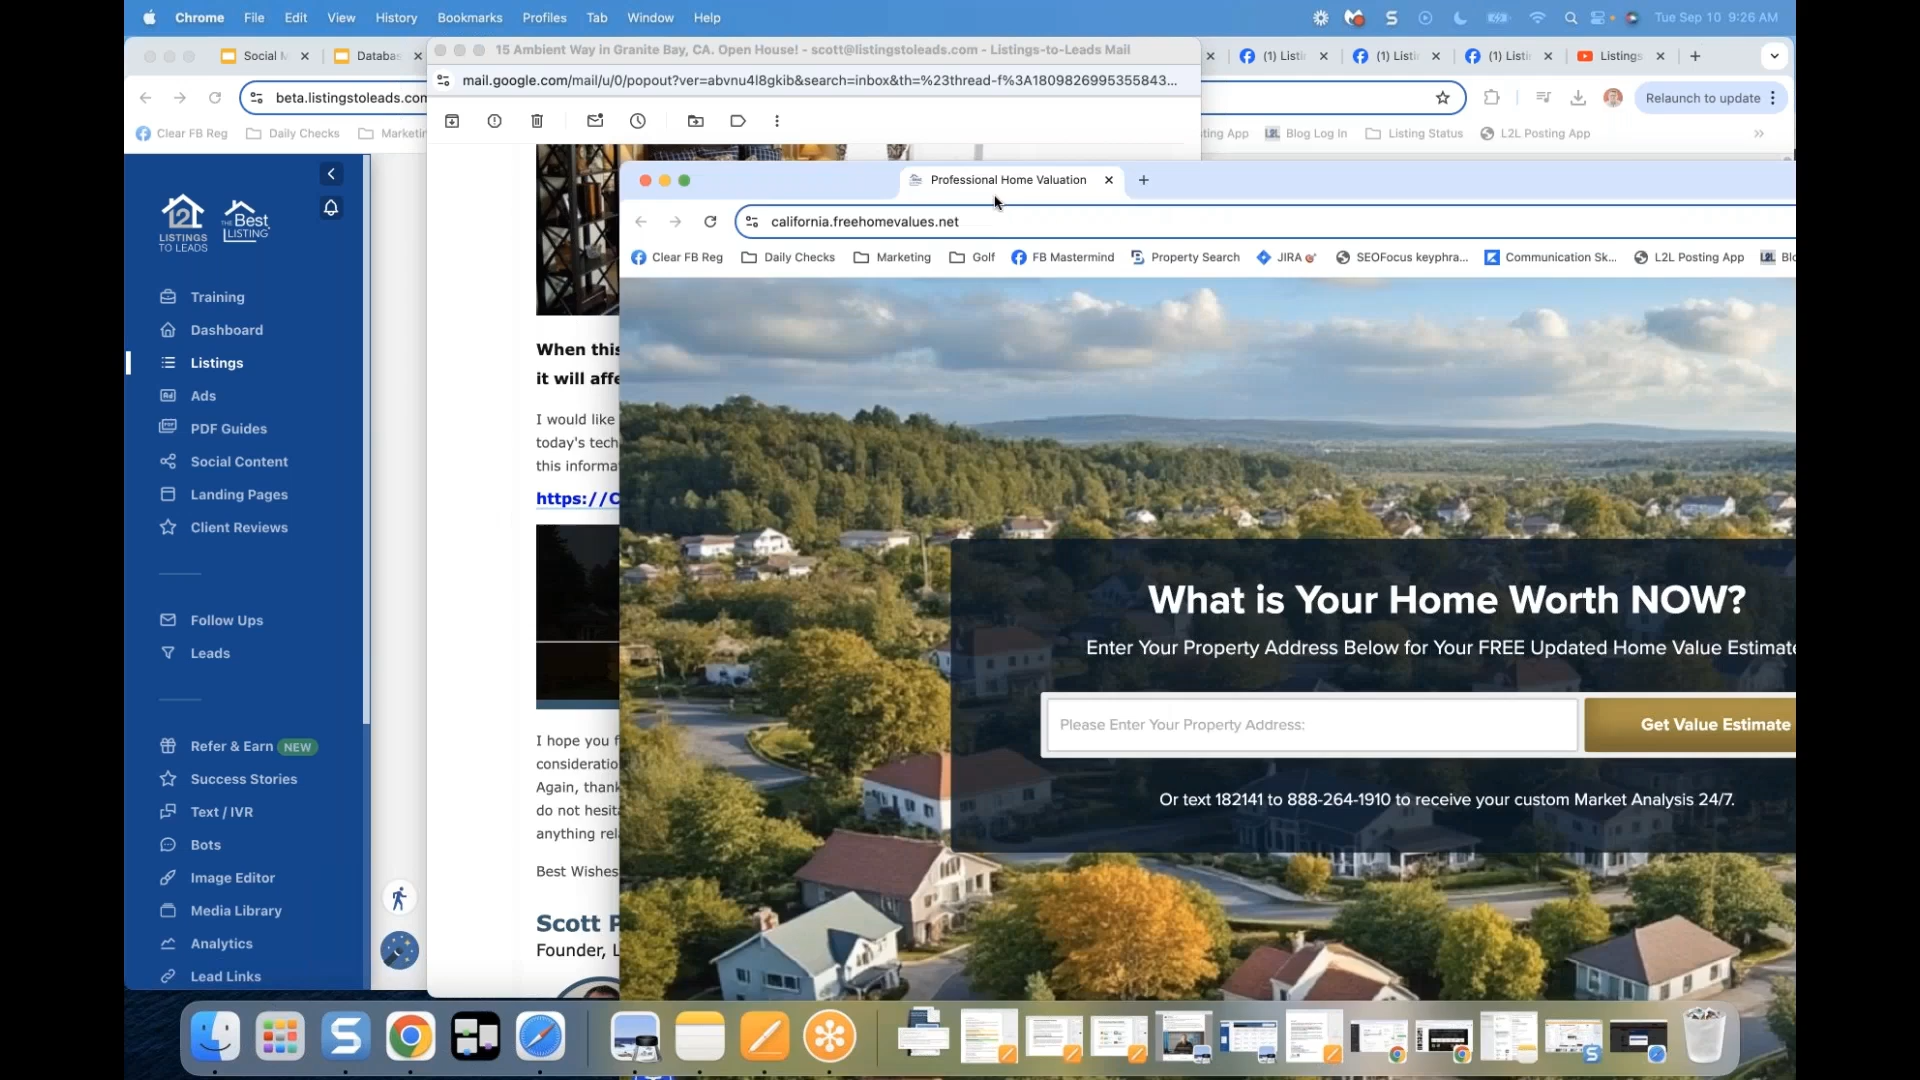 Chrome File Edit View History Bookmarks Profiles Tab Window Help
Tue Sep 10 9:26 AM
Social M
Databas
15 Ambient Way in Granite Bay, CA. Open House! - scott@listingstoleads.com - Listings-to-Leads Mail
(1) Listi
(1) Listi
(1) Listi
Listings
beta.listingstoleads.com
mail.google.com/mail/u/0/popout?ver=abvnu4l8gkib&search=inbox&th=%23thread-f%3A1809826995355843...
Relaunch to update
Clear FB Reg
Daily Checks
Marketin
ting App
Blog Log In
Listing Status
L2L Posting App
LISTINGS
TO LEADS
THE Best
LISTING
Training
Dashboard
Listings
Ads
PDF Guides
Social Content
Landing Pages
Client Reviews
Follow Ups
Leads
Refer & Earn NEW
Success Stories
Text / IVR
Bots
Image Editor
Media Library
Analytics
Lead Links
When this
it will affe
I would like
today's tech
this informa
https://C
I hope you f
consideratio
Again, thank
do not hesita
anything rel
Best Wishes
Scott P
Founder, L
Professional Home Valuation
california.freehomevalues.net
Clear FB Reg
Daily Checks
Marketing
Golf
FB Mastermind
Property Search
JIRA
SEOFocus keyphra...
Communication Sk...
L2L Posting App
Blo
What is Your Home Worth NOW?
Enter Your Property Address Below for Your FREE Updated Home Value Estimate
Please Enter Your Property Address:
Get Value Estimate
Or text 182141 to 888-264-1910 to receive your custom Market Analysis 24/7.